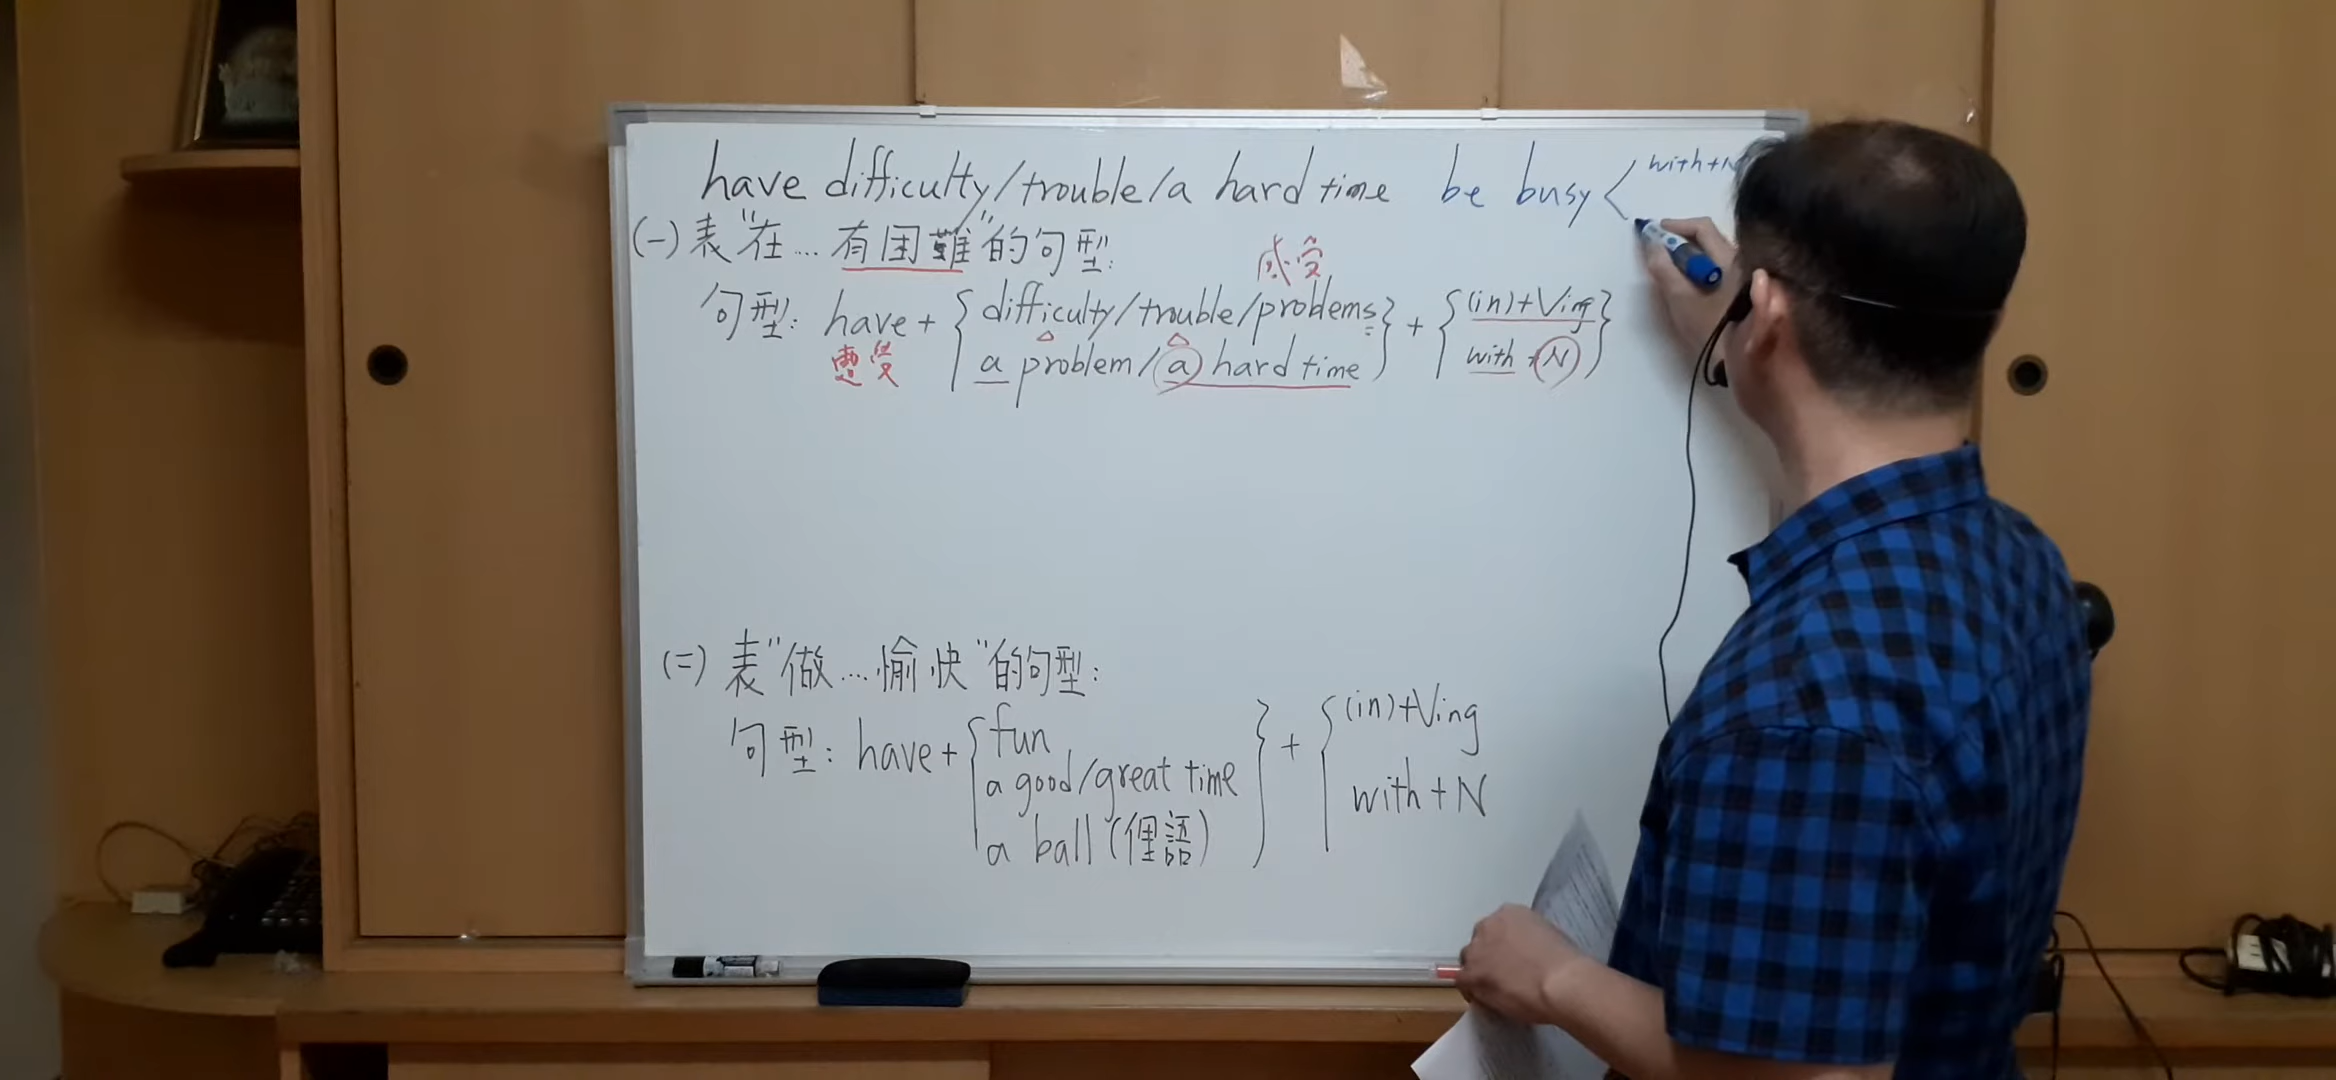 have difficulty/trouble/a hard time be busy with+N
(一)表"在...有困難"的句型:
感受
句型: have+{difficulty/trouble/problems}+{(in)+Ving}
遭受 a problem/a hard time with+N
(二)表"做...愉快"的句型:
句型: have+{fun}+{(in)+Ving
a good/great time
with+N
a ball(俚語)